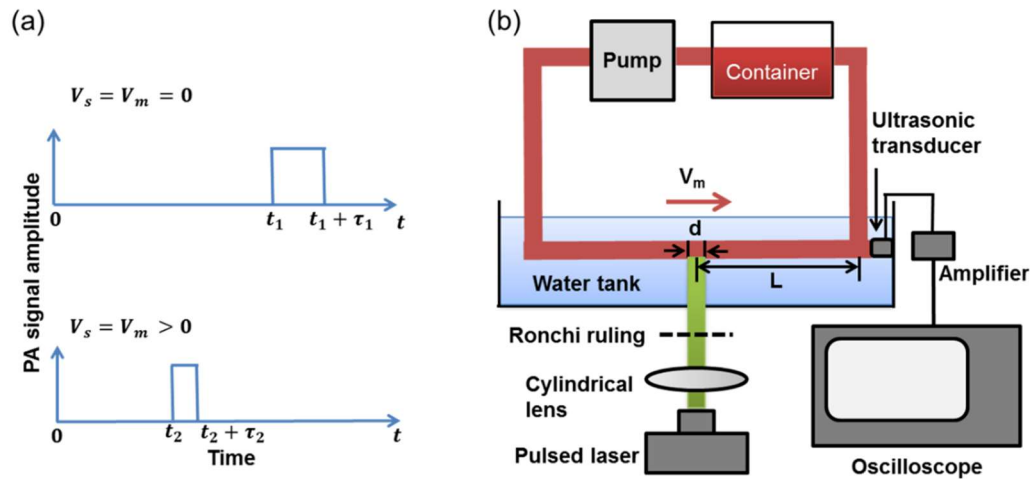 (a)
V_s = V_m = 0
0
t_1
t_1 + τ_1
t
PA signal amplitude
V_s = V_m > 0
0
t_2
t_2 + τ_2
t
Time
(b)
Pump
Container
Ultrasonic
transducer
V_m
d
Water tank
L
Amplifier
Ronchi ruling
Cylindrical
lens
Pulsed laser
Oscilloscope